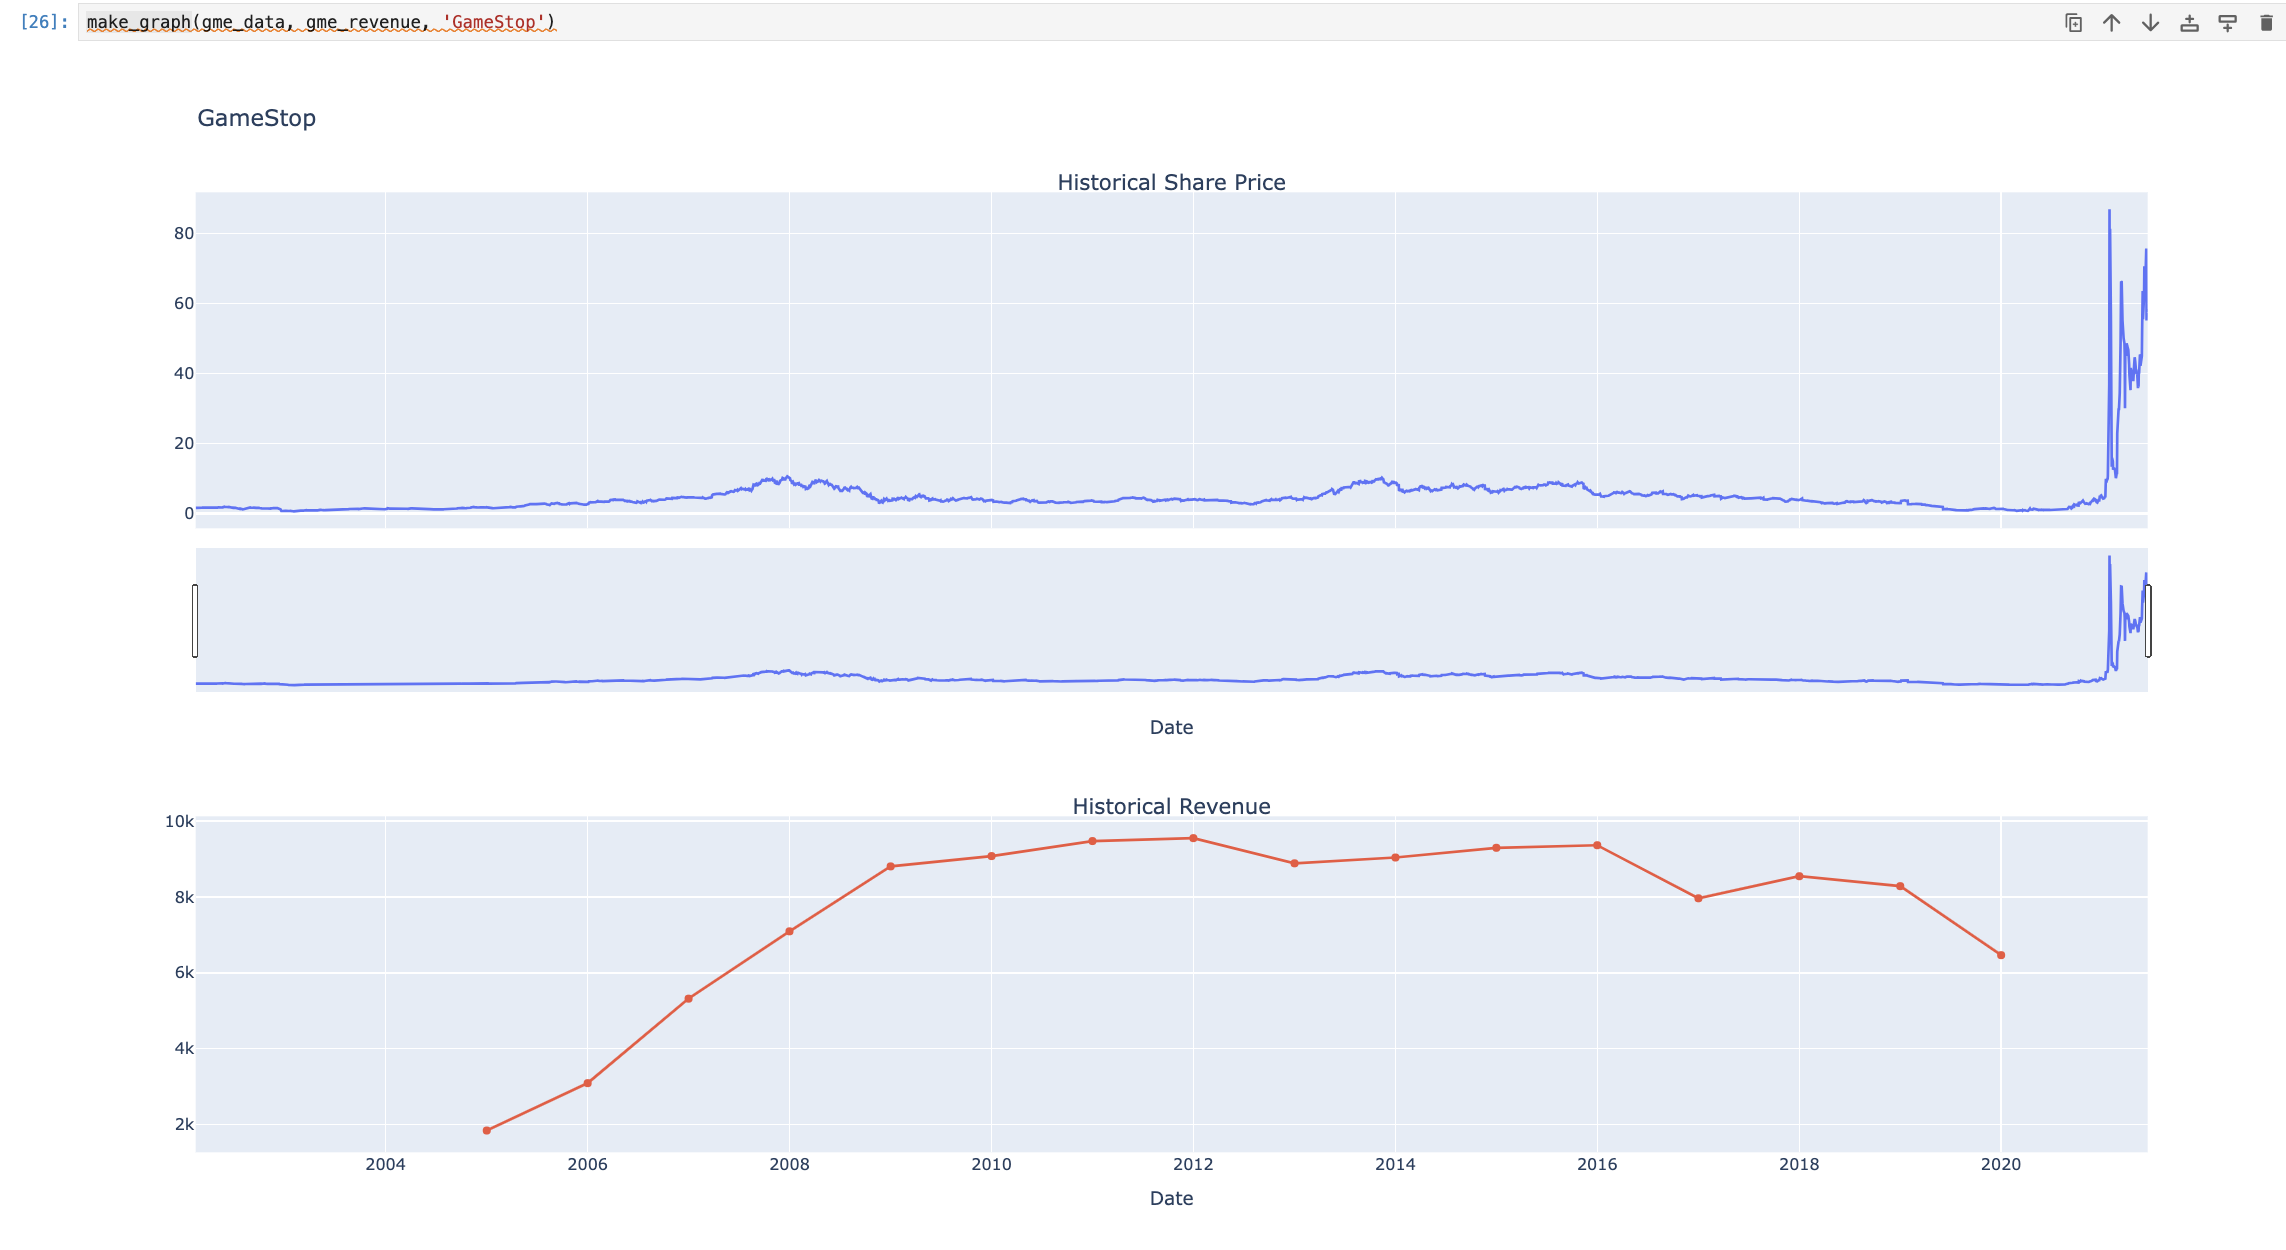 [26]: make_graph(gme_data, gme_revenue, 'GameStop')
GameStop
Historical Share Price
80
60
40
20
0
Date
Historical Revenue
10k
8k
6k
4k
2k
2004 2006 2008 2010 2012 2014 2016 2018 2020
Date